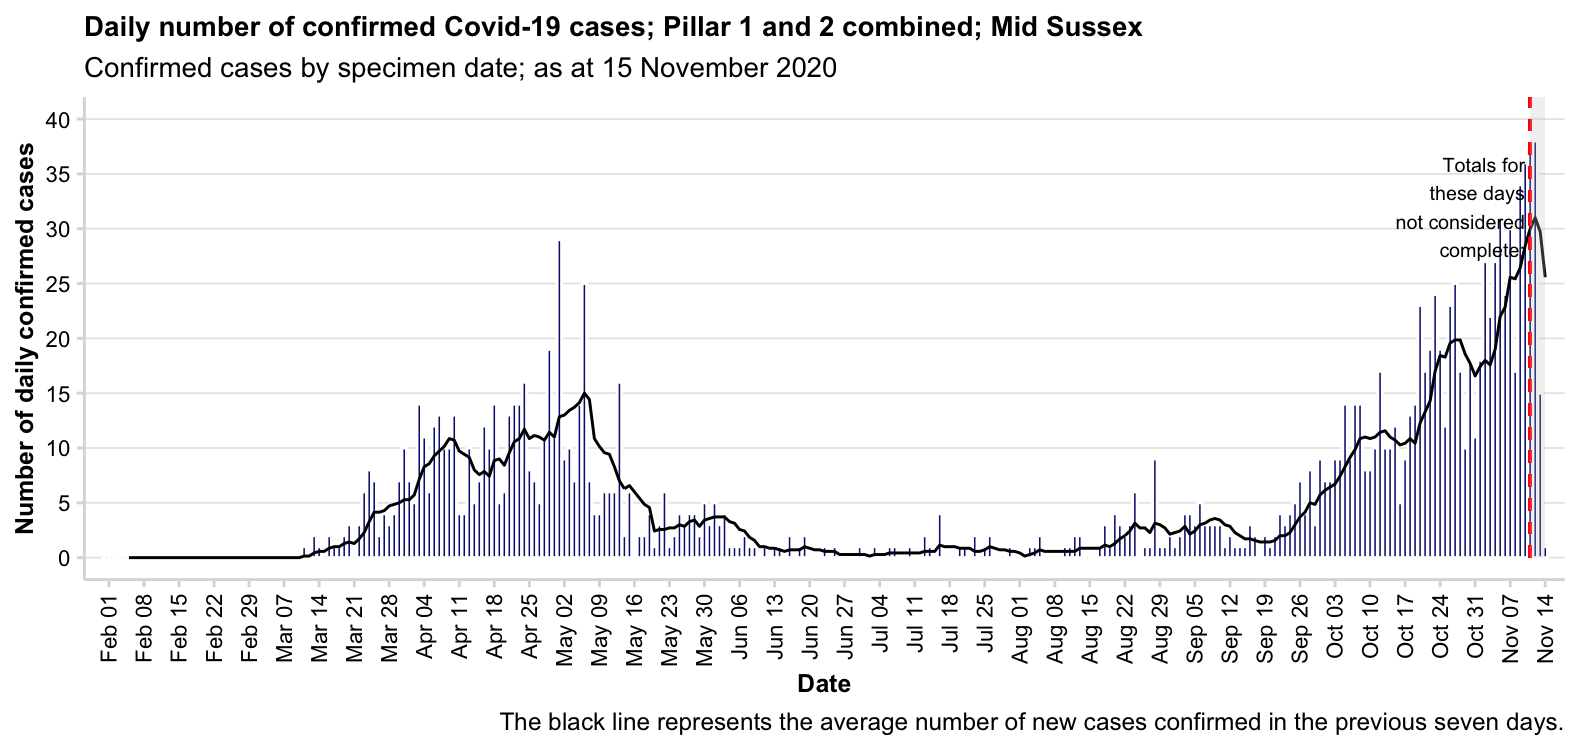 Daily number of confirmed Covid-19 cases; Pillar 1 and 2 combined; Mid Sussex
Confirmed cases by specimen date; as at 15 November 2020
Number of daily confirmed cases
40
35
30
25
20
15
10
5
0
Totals for
these days
not considered
complete
Feb 01
Feb 08
Feb 15
Feb 22
Feb 29
Mar 07
Mar 14
Mar 21
Mar 28
Apr 04
Apr 11
Apr 18
Apr 25
May 02
May 09
May 16
May 23
May 30
Jun 06
Jun 13
Jun 20
Jun 27
Jul 04
Jul 11
Jul 18
Jul 25
Aug 01
Aug 08
Aug 15
Aug 22
Aug 29
Sep 05
Sep 12
Sep 19
Sep 26
Oct 03
Oct 10
Oct 17
Oct 24
Oct 31
Nov 07
Nov 14
Date
The black line represents the average number of new cases confirmed in the previous seven days.